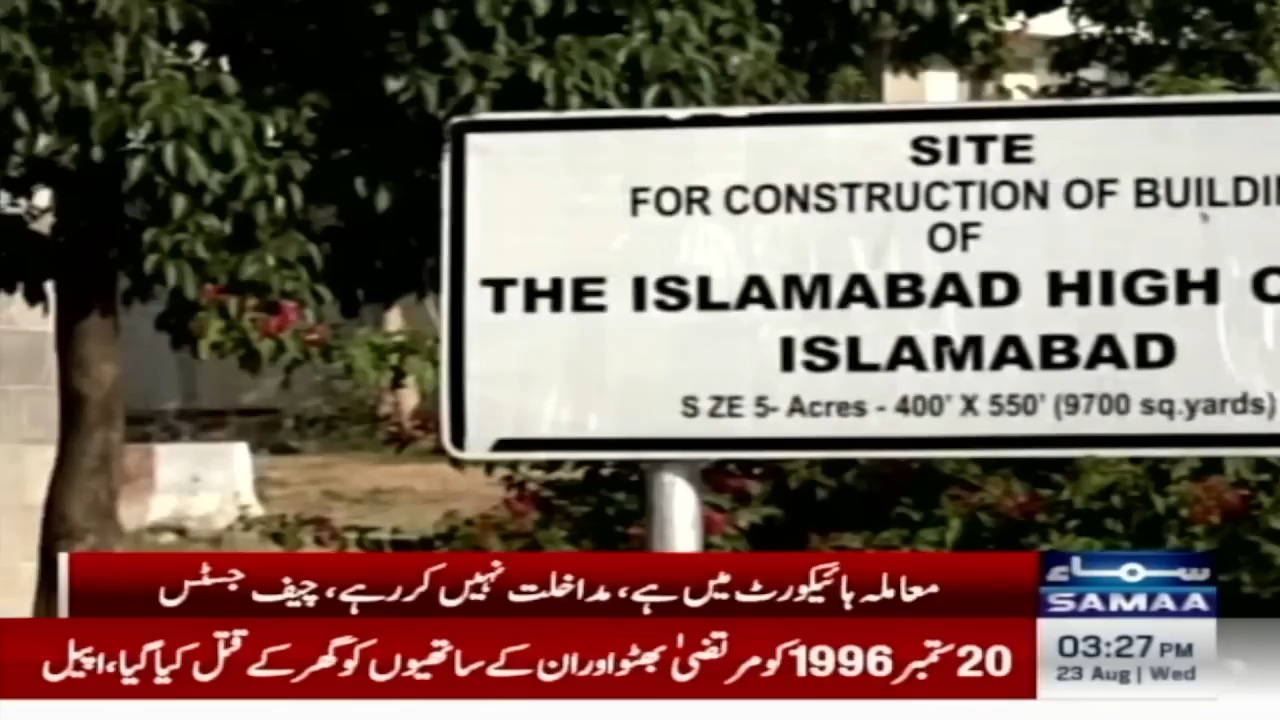 SITE
FOR CONSTRUCTION OF BUILDI
OF
THE ISLAMABAD HIGH
ISLAMABAD
S ZE 5- Acres - 400' X 550' (9700 sq.yards)
معاملہ ہائیکورٹ میں ہے، مداخلت نہیں کر رہے، چیف جسٹس
20 ستمبر 1996 کو مرتضیٰ بھٹو اور ان کے ساتھیوں کو گھر کے قتل کیا گیا، اپیل
سماء
SAMAA
03:27 PM
23 Aug | Wed